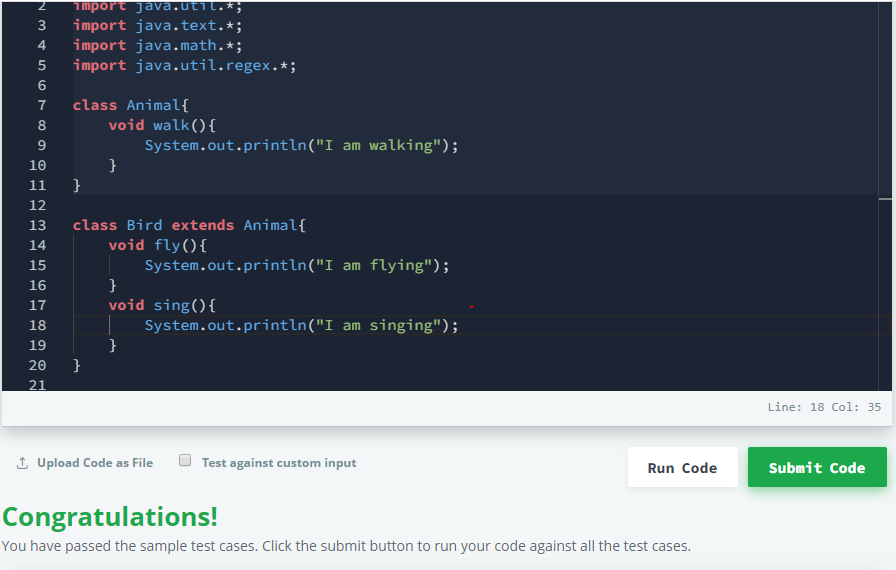 2 import java.util.*;
3 import java.text.*;
4 import java.math.*;
5 import java.util.regex.*;
6
7 class Animal{
8     void walk(){
9         System.out.println("I am walking");
10     }
11 }
12
13 class Bird extends Animal{
14     void fly(){
15         System.out.println("I am flying");
16     }
17     void sing(){
18         System.out.println("I am singing");
19     }
20 }
21
Line: 18 Col: 35
Upload Code as File Test against custom input Run Code Submit Code
Congratulations!
You have passed the sample test cases. Click the submit button to run your code against all the test cases.